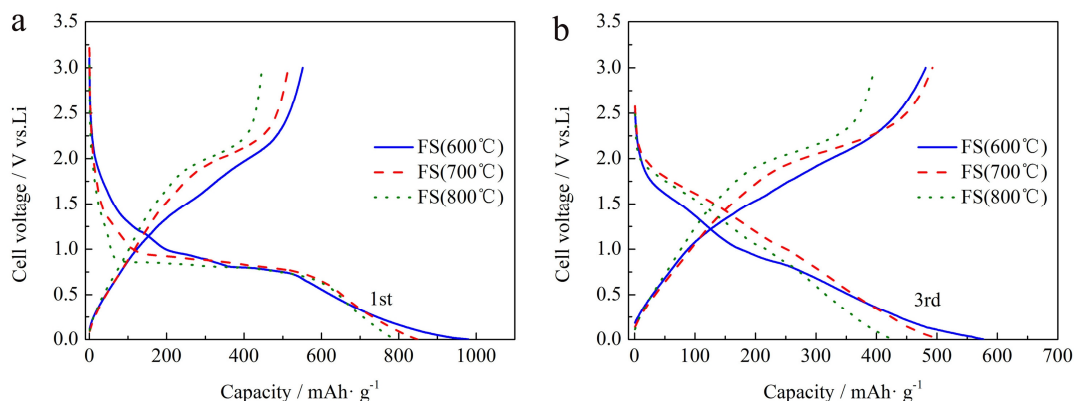 a
3.5
3.0
2.5
2.0
1.5
1.0
0.5
0.0
Cell voltage / V vs.Li
FS(600℃)
FS(700℃)
FS(800℃)
1st
0 200 400 600 800 1000
Capacity / mAh· g⁻¹
b
3.5
3.0
2.5
2.0
1.5
1.0
0.5
0.0
Cell voltage / V vs.Li
FS(600℃)
FS(700℃)
FS(800℃)
3rd
0 100 200 300 400 500 600 700
Capacity / mAh· g⁻¹